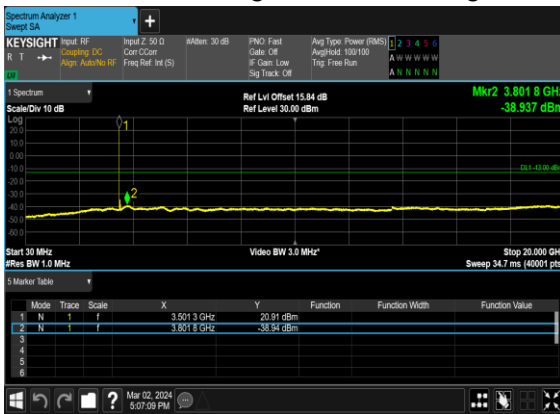 Spectrum Analyzer 1
Swept SA
KEYSIGHT Input: RF Input Z: 50 Ω #Atten: 30 dB PNO: Fast Avg Type: Power (RMS) 1 2 3 4 5 6
R T Coupling: DC Corr CCorr Gate: Off Avg|Hold: 100/100 A W W W W W
Align: Auto/No RF Freq Ref: Int (S) IF Gain: Low Trig: Free Run
LV Sig Track: Off A N N N N N
1 Spectrum Ref Lvl Offset 15.84 dB Mkr2 3.801 8 GHz
Scale/Div 10 dB Ref Level 30.00 dBm -38.937 dBm
Log
20.0
10.0
0.00
-10.0
DL1 -13.00 dBm
-20.0
-30.0
-40.0
-50.0
-60.0
1
2
Start 30 MHz Video BW 3.0 MHz* Stop 20.000 GHz
#Res BW 1.0 MHz Sweep 34.7 ms (40001 pts)
5 Marker Table
Mode Trace Scale X Y Function Function Width Function Value
1 N 1 f 3.501 3 GHz 20.91 dBm
2 N 1 f 3.801 8 GHz -38.94 dBm
3
4
5
6
? Mar 02, 2024
5:07:09 PM